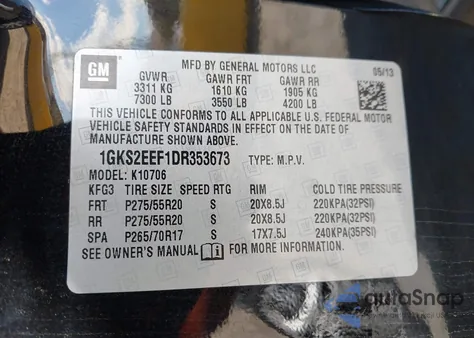 GM
MFD BY GENERAL MOTORS LLC
05/13
GVWR GAWR FRT GAWR RR
3311 KG 1610 KG 1905 KG
7300 LB 3550 LB 4200 LB
THIS VEHICLE CONFORMS TO ALL APPLICABLE U.S. FEDERAL MOTOR
VEHICLE SAFETY STANDARDS IN EFFECT ON THE DATE OF
MANUFACTURE SHOWN ABOVE.
1GKS2EEF1DR353673 TYPE: M.P.V.
MODEL: K10706
KFG3 TIRE SIZE SPEED RTG RIM COLD TIRE PRESSURE
FRT P275/55R20 S 20X8.5J 220KPA(32PSI)
RR P275/55R20 S 20X8.5J 220KPA(32PSI)
SPA P265/70R17 S 17X7.5J 240KPA(35PSI)
SEE OWNER'S MANUAL FOR MORE INFORMATION.
autoSnap